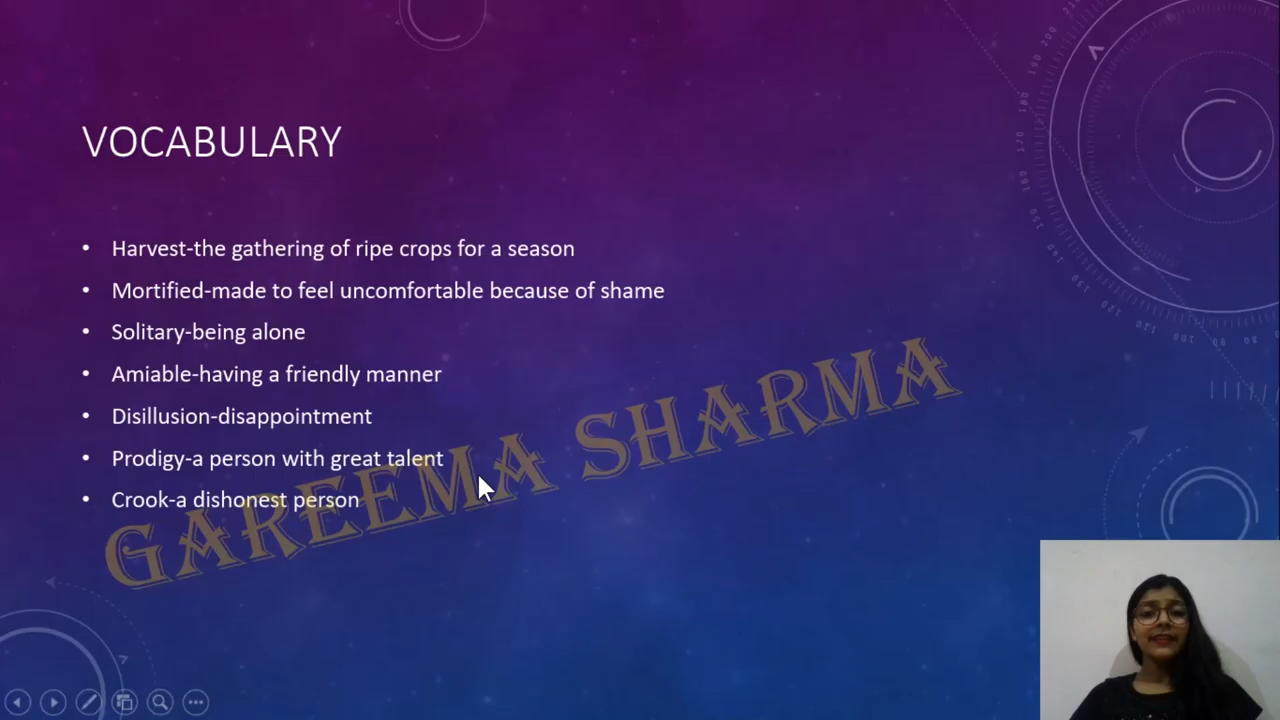 VOCABULARY
• Harvest-the gathering of ripe crops for a season
• Mortified-made to feel uncomfortable because of shame
• Solitary-being alone
• Amiable-having a friendly manner
• Disillusion-disappointment
• Prodigy-a person with great talent
• Crook-a dishonest person
GAREEMA SHARMA